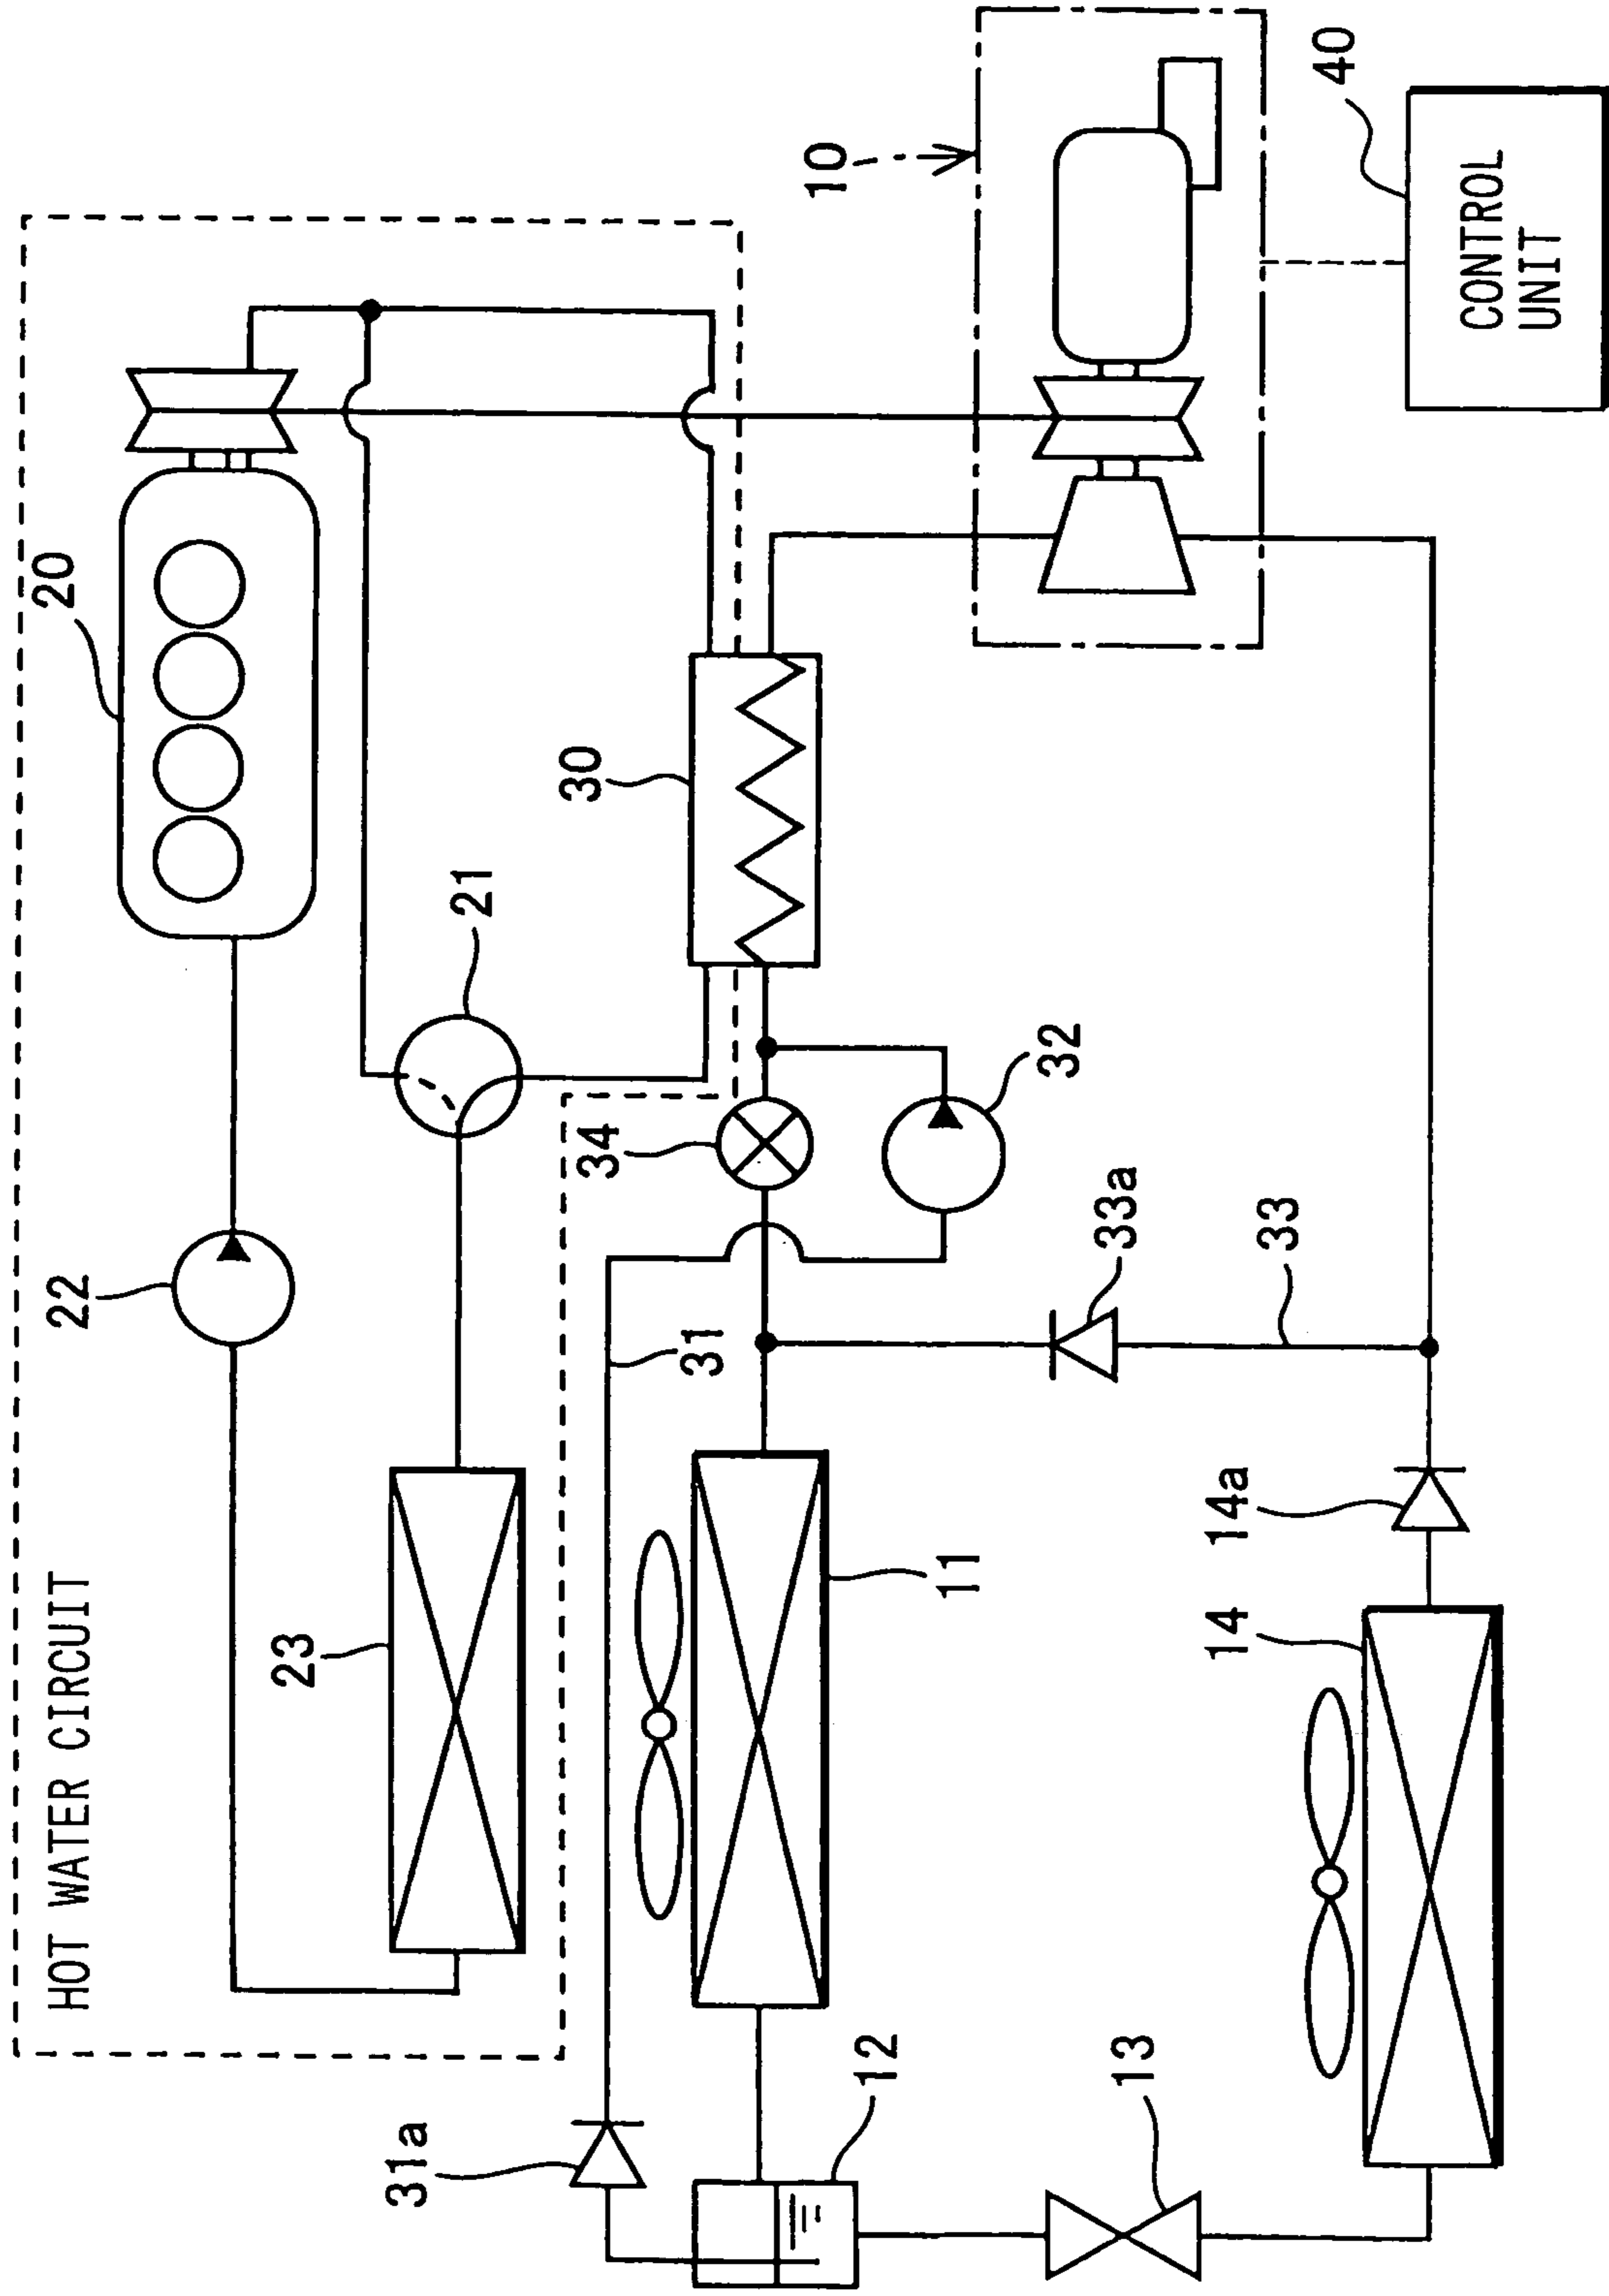 HOT WATER CIRCUIT
20
22
21
23
30
10
40
CONTROL
UNIT
34
32
31
33a
33
31a
11
12
13
14
14a